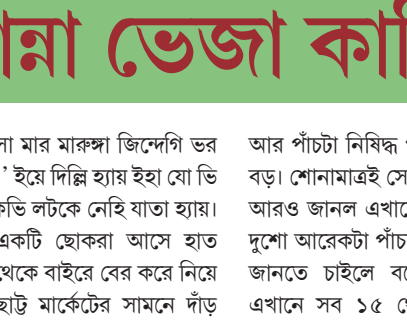 ন্না ভেজা কা
সা মার মারুঙ্গা জিন্দেগি ভর
’ ইয়ে দিল্লি হ্যায় ইহা যো ভি
কভি লটকে নেহি যাতা হ্যায়।
একটি ছোকরা আসে হাত
থেকে বাইরে বের করে নিয়ে
ছোট্ট মার্কেটের সামনে দাঁড়
আর পাঁচটা নিষিদ্ধ
বড়। শোনামাত্রই সে
আরও জানল এখানে
দুশো আরেকটা পাঁচ
জানতে চাইলে ব
এখানে সব ১৫ থে